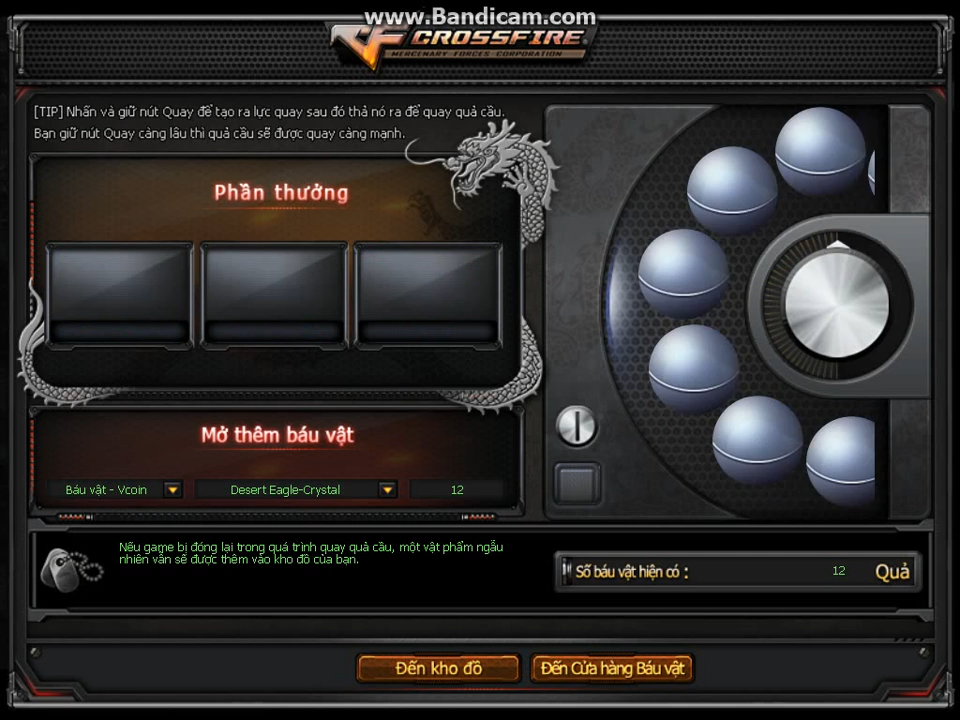 www.Bandicam.com
CF CROSSFIRE
MERCENARY FORCES CORPORATION
[TIP] Nhấn và giữ nút Quay để tạo ra lực quay sau đó thả nó ra để quay quả cầu.
Bạn giữ nút Quay càng lâu thì quả cầu sẽ được quay càng mạnh.
Phần thưởng
Mở thêm báu vật
Báu vật - Vcoin Desert Eagle-Crystal 12
Nếu game bị đóng lại trong quá trình quay quả cầu, một vật phẩm ngẫu
nhiên vẫn sẽ được thêm vào kho đồ của bạn.
Số báu vật hiện có : 12 Quả
Đến kho đồ Đến Cửa hàng Báu vật